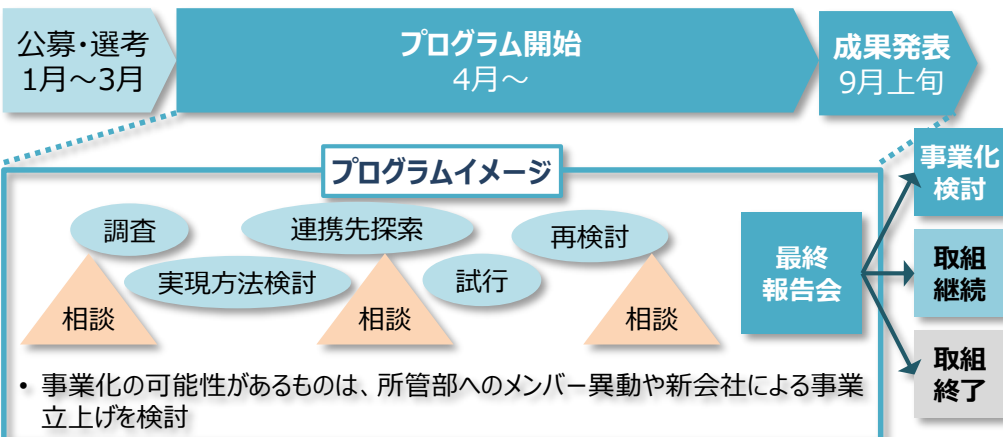 公募・選考
1月～3月
プログラム開始
4月～
成果発表
9月上旬
プログラムイメージ
調査
連携先探索
再検討
実現方法検討
試行
相談
相談
相談
最終
報告会
事業化
検討
取組
継続
取組
終了
• 事業化の可能性があるものは、所管部へのメンバー異動や新会社による事業
立上げを検討